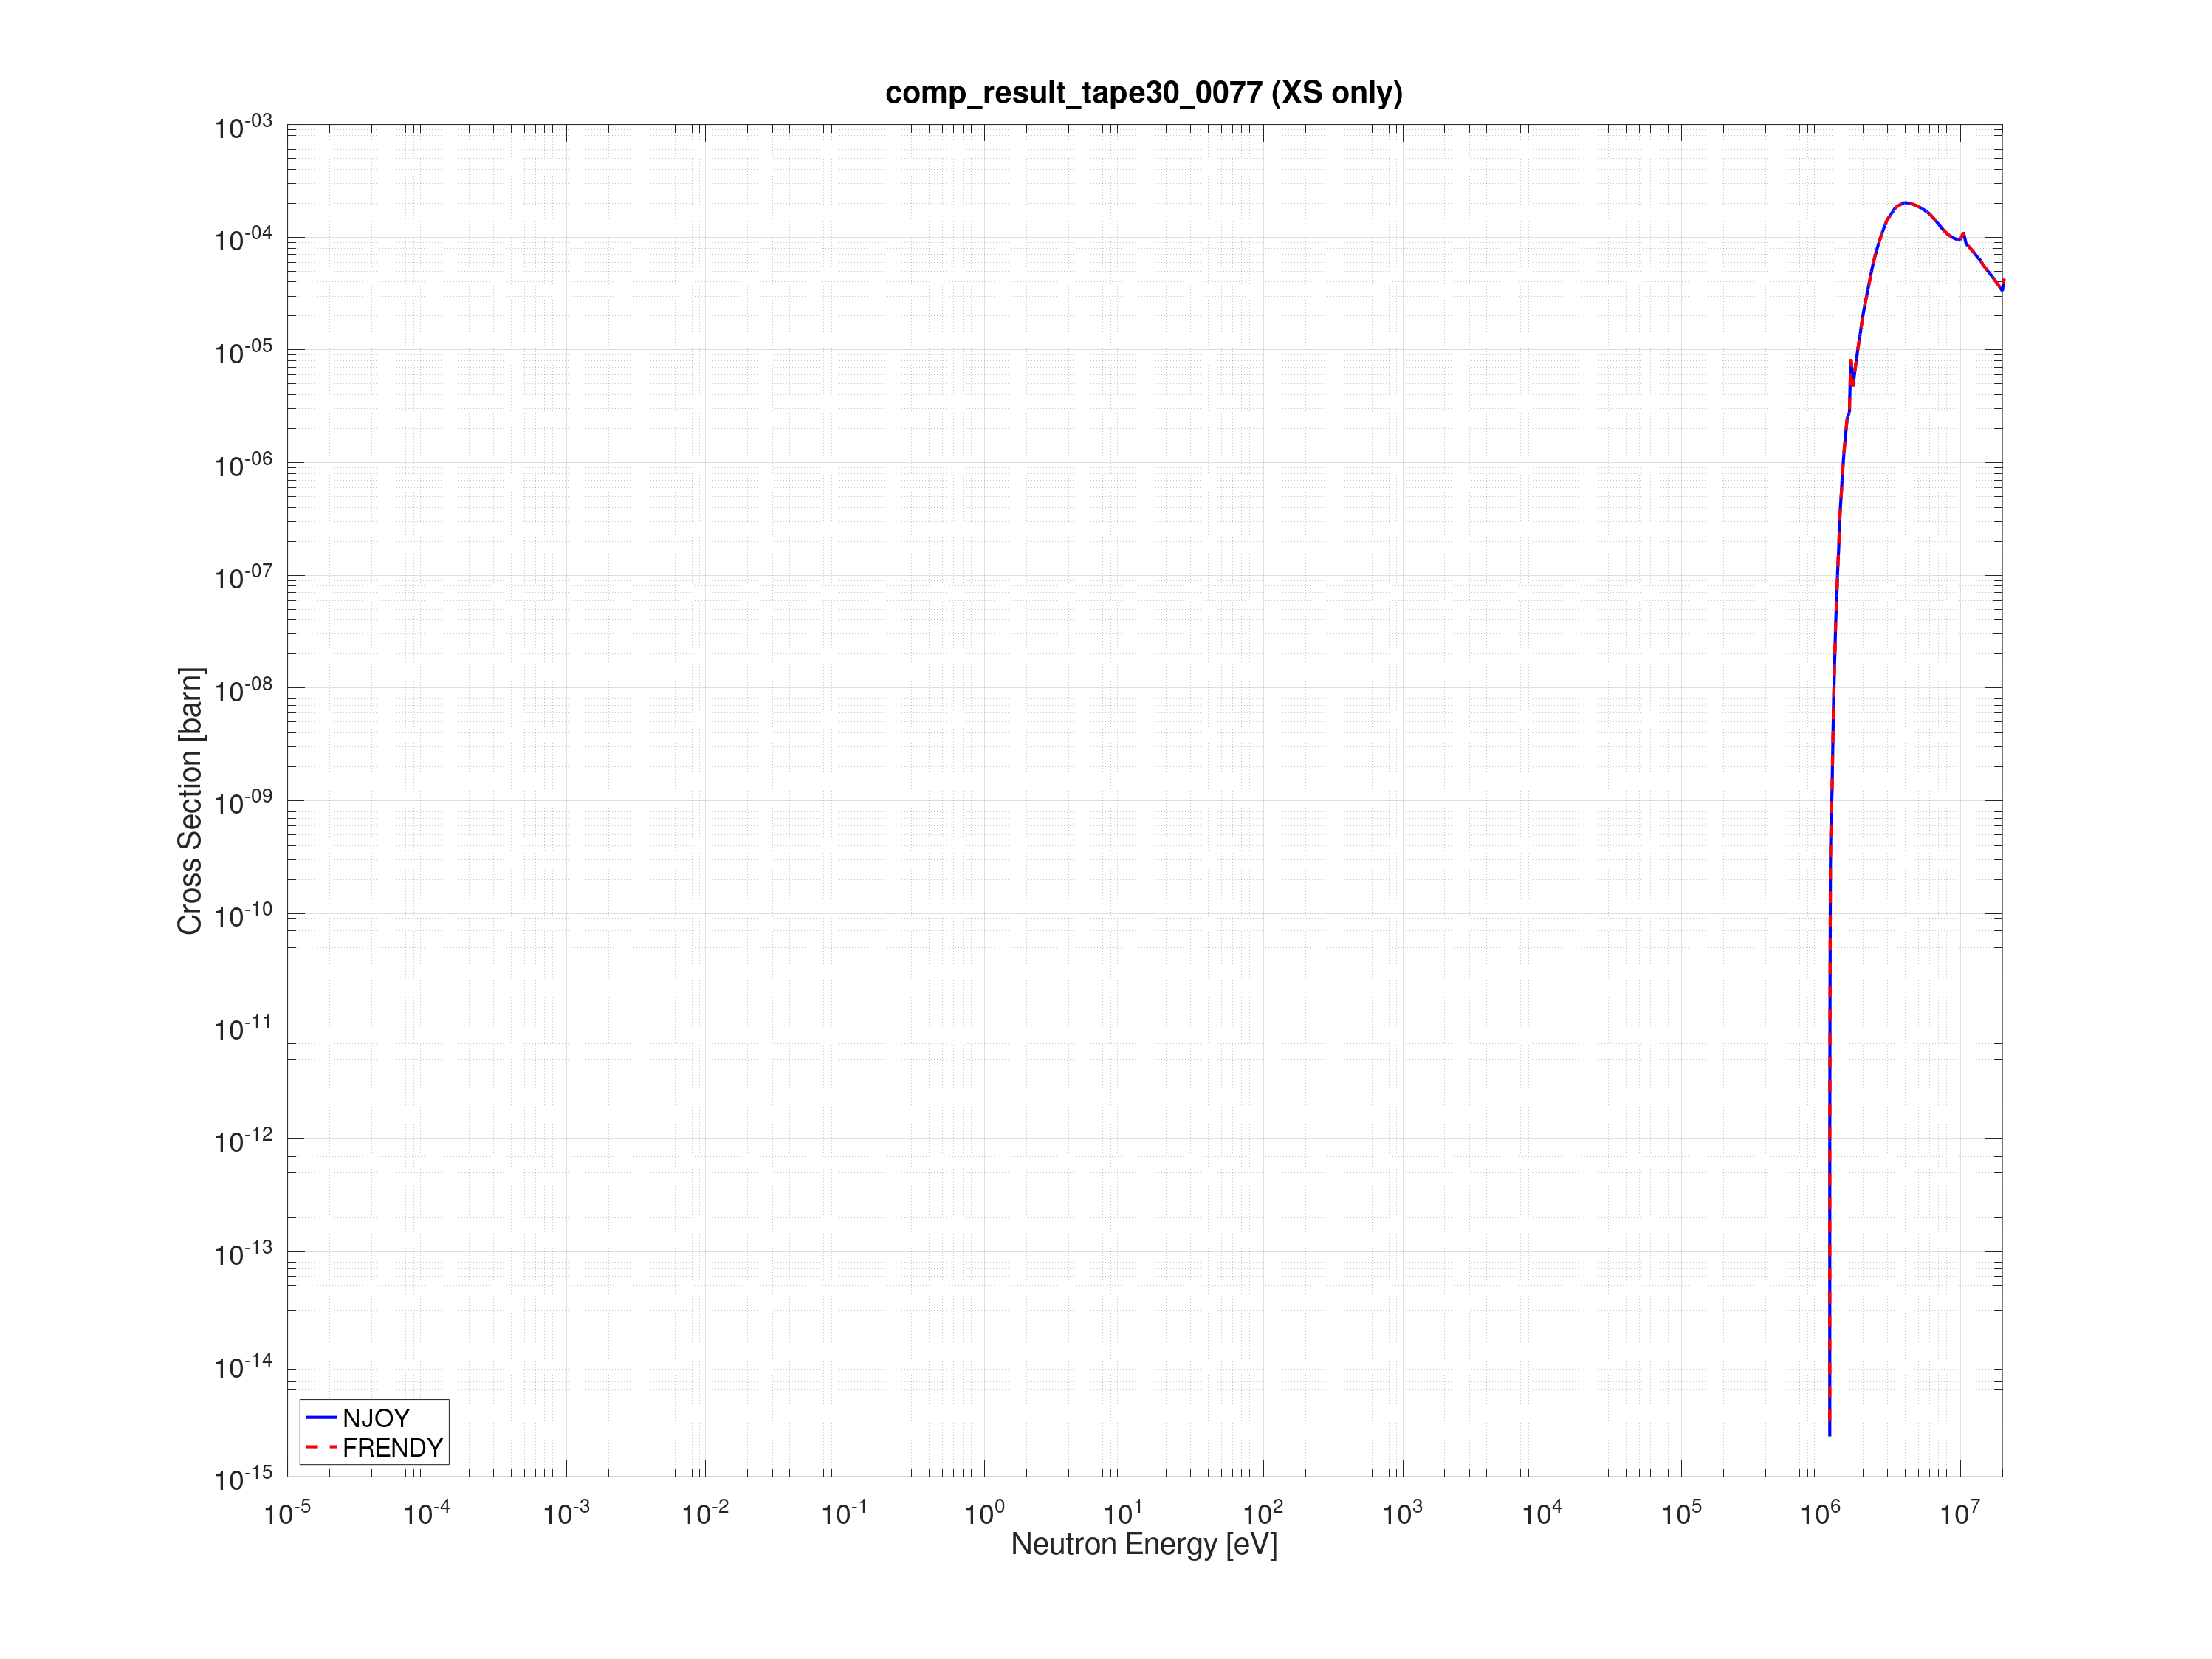 comp_result_tape30_0077 (XS only)
10^-03
10^-04
10^-05
10^-06
10^-07
10^-08
10^-09
10^-10
10^-11
10^-12
10^-13
10^-14
10^-15
Cross Section [barn]
NJOY
FRENDY
10^-5 10^-4 10^-3 10^-2 10^-1 10^0 10^1 10^2 10^3 10^4 10^5 10^6 10^7
Neutron Energy [eV]